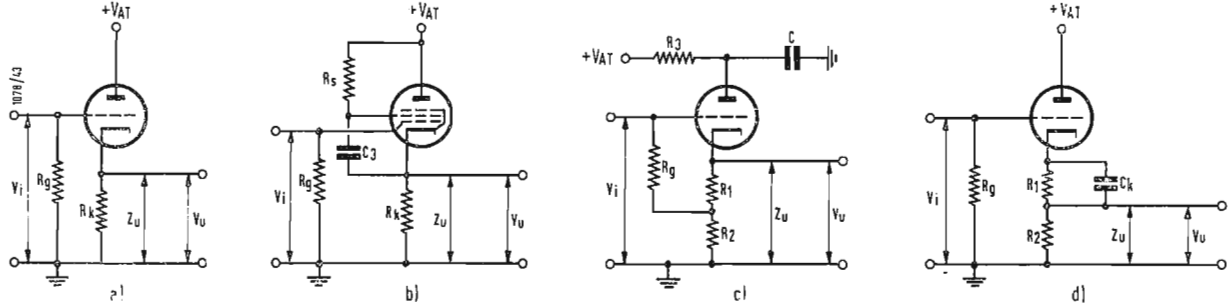 +VAT
1078/43
Vi
Rg
Rk
Zu
Vu
a)
+VAT
Rs
C3
Vi
Rg
Rk
Zu
Vu
b)
+VAT
R3
C
Vi
Rg
R1
R2
Zu
Vu
c)
+VAT
Vi
Rg
R1
Ck
R2
Zu
Vu
d)